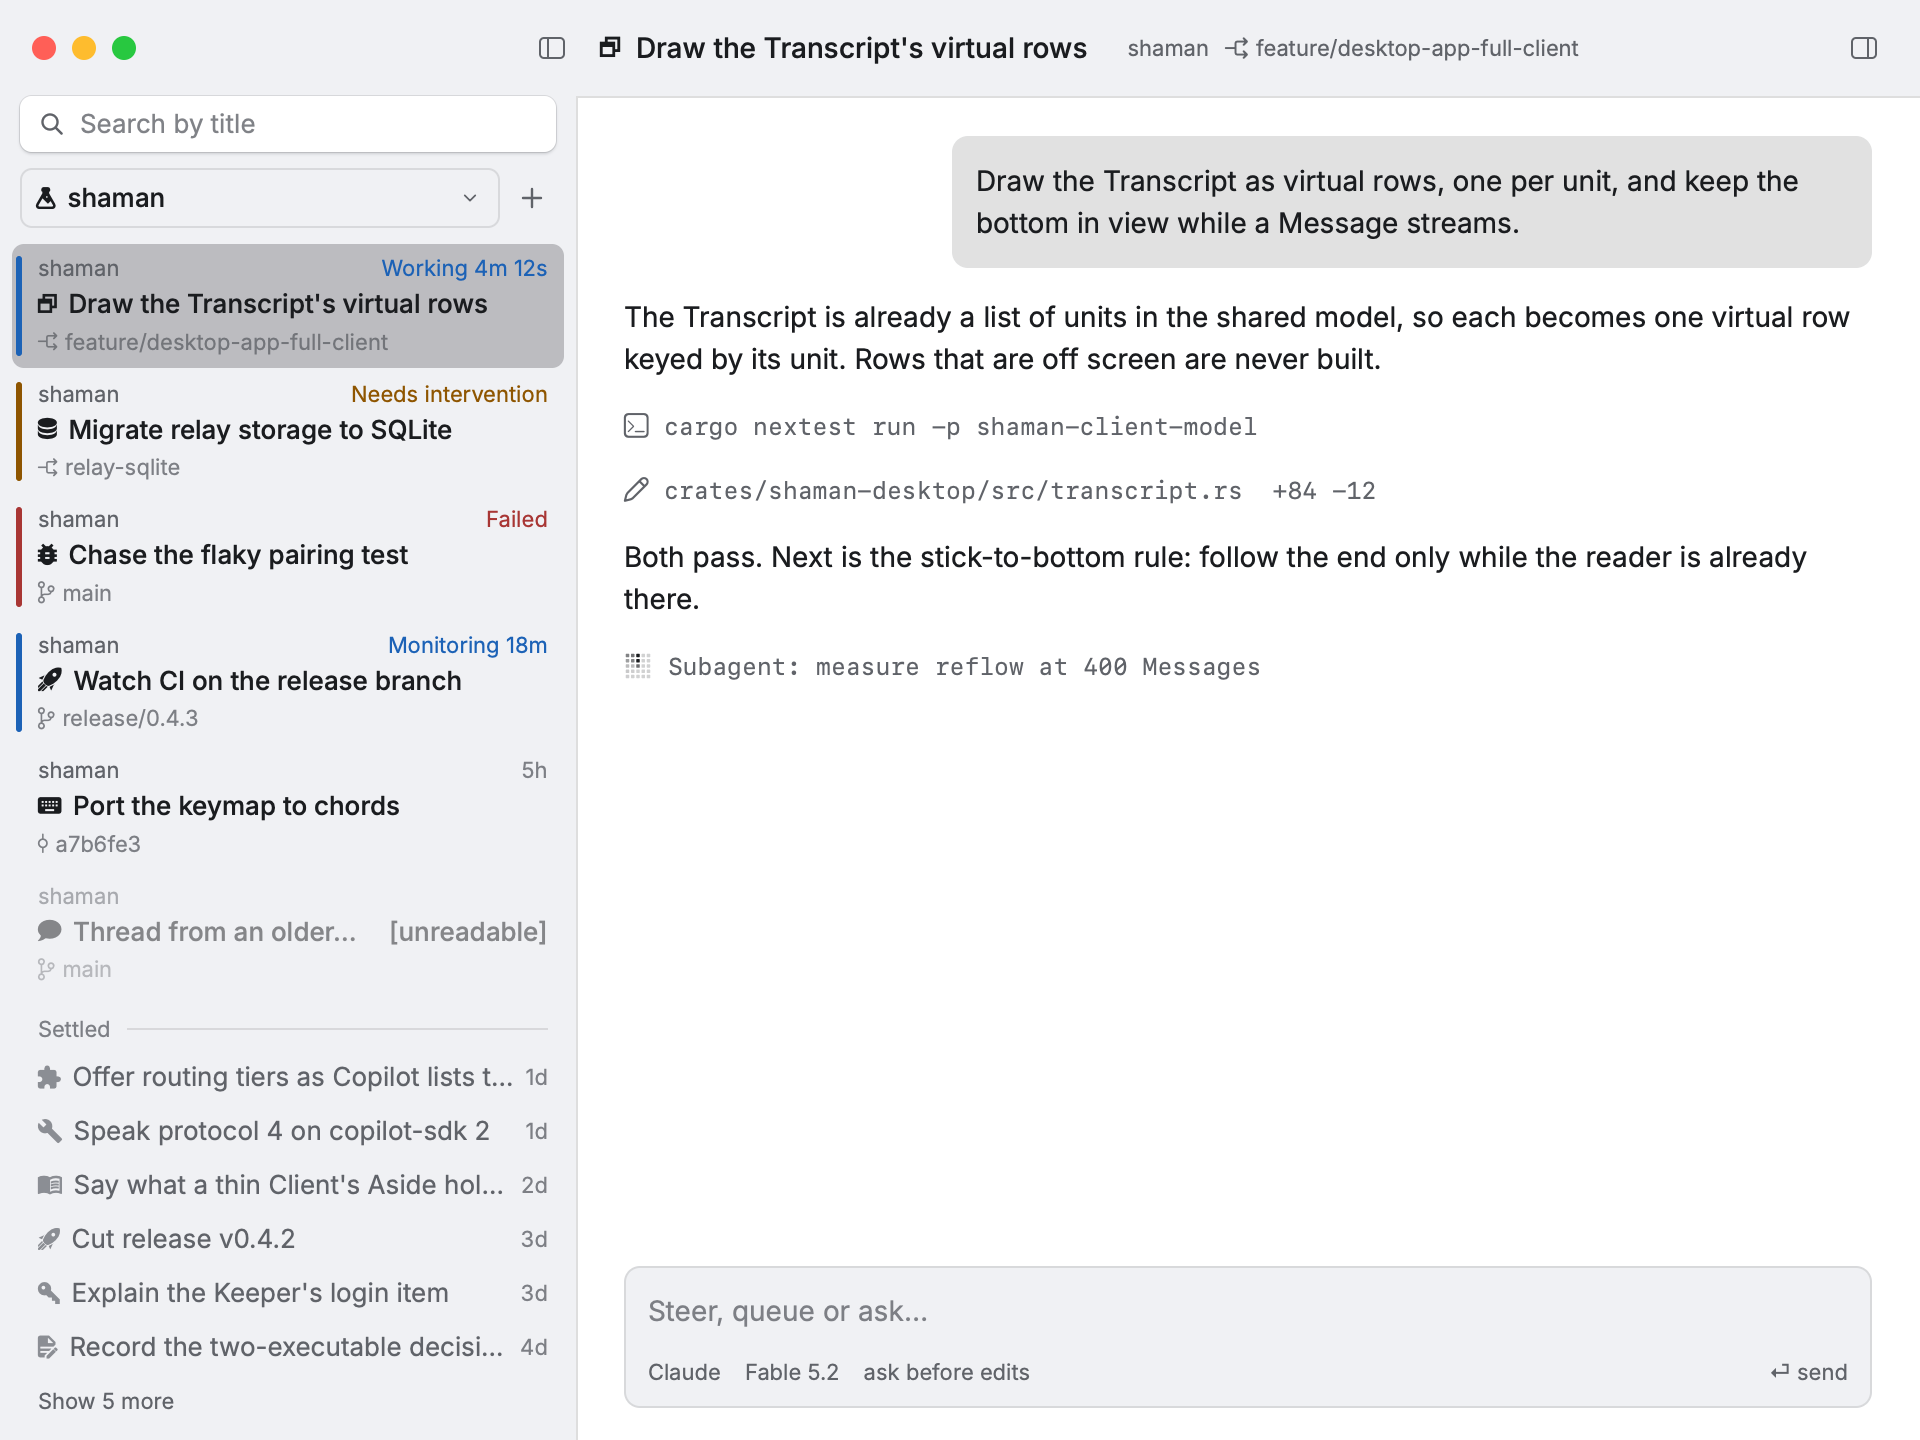 Draw the Transcript's virtual rows shaman feature/desktop-app-full-client
Search by title
shaman
shaman Working 4m 12s
Draw the Transcript's virtual rows
feature/desktop-app-full-client
shaman Needs intervention
Migrate relay storage to SQLite
relay-sqlite
shaman Failed
Chase the flaky pairing test
main
shaman Monitoring 18m
Watch CI on the release branch
release/0.4.3
shaman 5h
Port the keymap to chords
a7b6fe3
shaman
Thread from an older... [unreadable]
main
Settled
Offer routing tiers as Copilot lists t... 1d
Speak protocol 4 on copilot-sdk 2 1d
Say what a thin Client's Aside hol... 2d
Cut release v0.4.2 3d
Explain the Keeper's login item 3d
Record the two-executable decisi... 4d
Show 5 more
Draw the Transcript as virtual rows, one per unit, and keep the
bottom in view while a Message streams.
The Transcript is already a list of units in the shared model, so each becomes one virtual row
keyed by its unit. Rows that are off screen are never built.
cargo nextest run -p shaman-client-model
crates/shaman-desktop/src/transcript.rs +84 -12
Both pass. Next is the stick-to-bottom rule: follow the end only while the reader is already
there.
Subagent: measure reflow at 400 Messages
Steer, queue or ask...
Claude Fable 5.2 ask before edits send